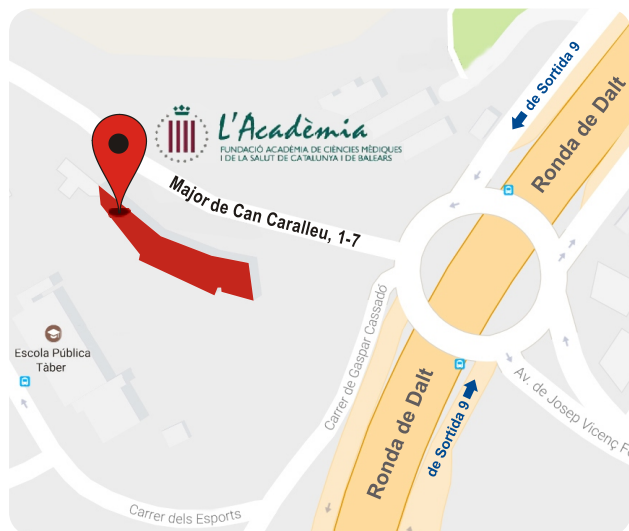 de Sortida 9
Ronda de Dalt
L'Acadèmia
FUNDACIÓ ACADÈMIA DE CIÈNCIES MÈDIQUES
I DE LA SALUT DE CATALUNYA I DE BALEARS
Major de Can Caralleu, 1-7
Carrer de Gaspar Cassadó
Escola Pública
Tàber
Ronda de Dalt
de Sortida 9
Av. de Josep Vicenç Fo
Carrer dels Esports